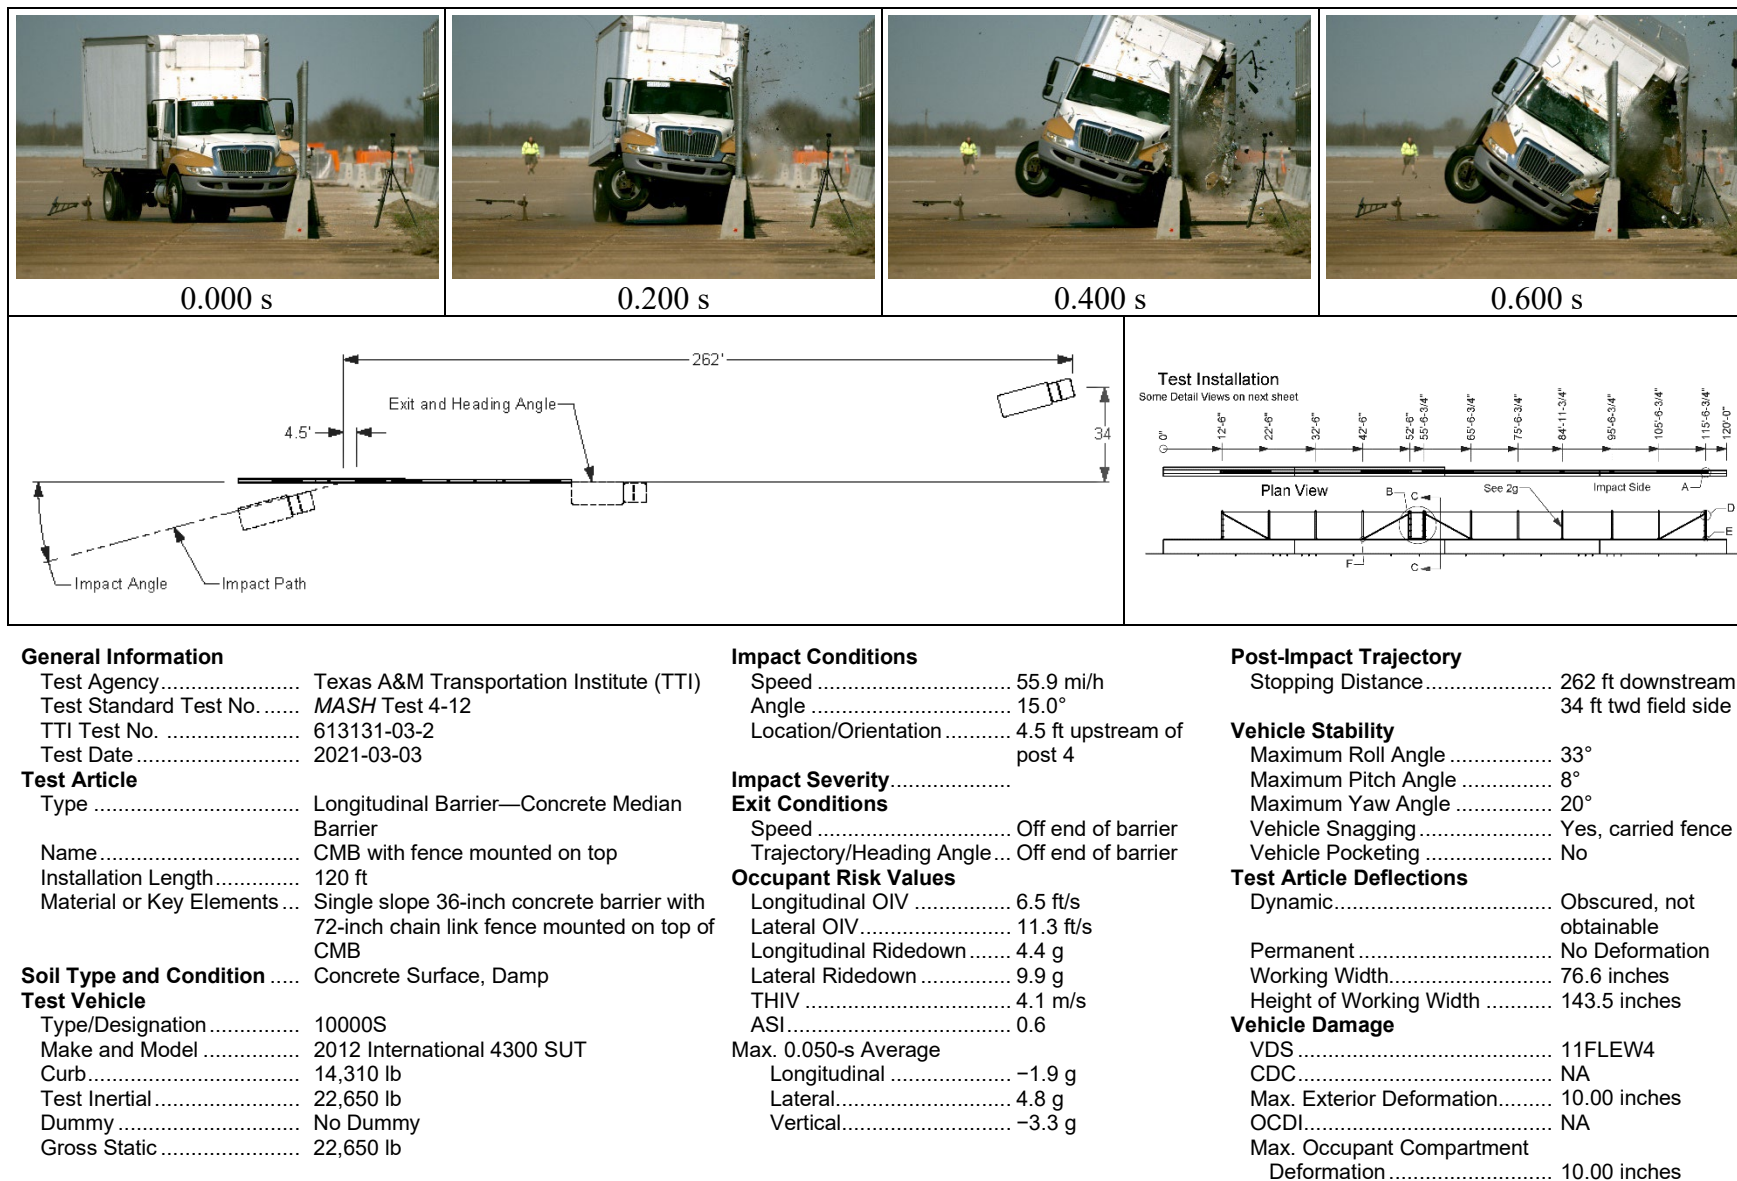 0.000 s
0.200 s
0.400 s
0.600 s
262'
Exit and Heading Angle
4.5'
34
Impact Angle
Impact Path
Test Installation
Some Detail Views on next sheet
0"
12'-6"
22'-6"
32'-6"
42'-6"
52'-6"
55'-6-3/4"
65'-6-3/4"
75'-6-3/4"
84'-11-3/4"
95'-6-3/4"
105'-6-3/4"
115'-6-3/4"
120'-0"
Plan View
B
C
See 2g
Impact Side
A
D
E
F
C
General Information
Test Agency....................... Texas A&M Transportation Institute (TTI)
Test Standard Test No. ...... MASH Test 4-12
TTI Test No. ...................... 613131-03-2
Test Date ........................... 2021-03-03
Test Article
Type .................................. Longitudinal Barrier—Concrete Median
Barrier
Name ................................. CMB with fence mounted on top
Installation Length.............. 120 ft
Material or Key Elements ... Single slope 36-inch concrete barrier with
72-inch chain link fence mounted on top of
CMB
Soil Type and Condition ..... Concrete Surface, Damp
Test Vehicle
Type/Designation ............... 10000S
Make and Model ................ 2012 International 4300 SUT
Curb................................... 14,310 lb
Test Inertial ........................ 22,650 lb
Dummy .............................. No Dummy
Gross Static ....................... 22,650 lb
Impact Conditions
Speed ................................ 55.9 mi/h
Angle ................................. 15.0°
Location/Orientation ........... 4.5 ft upstream of
post 4
Impact Severity....................
Exit Conditions
Speed ................................ Off end of barrier
Trajectory/Heading Angle ... Off end of barrier
Occupant Risk Values
Longitudinal OIV ................ 6.5 ft/s
Lateral OIV......................... 11.3 ft/s
Longitudinal Ridedown ....... 4.4 g
Lateral Ridedown ............... 9.9 g
THIV .................................. 4.1 m/s
ASI..................................... 0.6
Max. 0.050-s Average
Longitudinal .................... −1.9 g
Lateral............................. 4.8 g
Vertical............................ −3.3 g
Post-Impact Trajectory
Stopping Distance..................... 262 ft downstream
34 ft twd field side
Vehicle Stability
Maximum Roll Angle ................. 33°
Maximum Pitch Angle ............... 8°
Maximum Yaw Angle ................ 20°
Vehicle Snagging...................... Yes, carried fence
Vehicle Pocketing ..................... No
Test Article Deflections
Dynamic.................................... Obscured, not
obtainable
Permanent ................................ No Deformation
Working Width........................... 76.6 inches
Height of Working Width ........... 143.5 inches
Vehicle Damage
VDS .......................................... 11FLEW4
CDC.......................................... NA
Max. Exterior Deformation......... 10.00 inches
OCDI......................................... NA
Max. Occupant Compartment
Deformation ........................... 10.00 inches